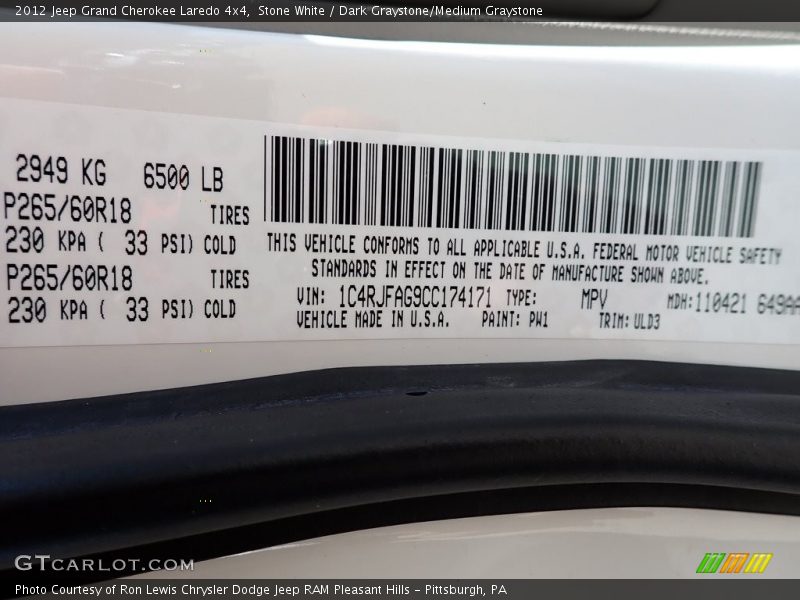 2012 Jeep Grand Cherokee Laredo 4x4, Stone White / Dark Graystone/Medium Graystone
2949 KG 6500 LB
P265/60R18 TIRES
230 KPA ( 33 PSI) COLD
P265/60R18 TIRES
230 KPA ( 33 PSI) COLD
THIS VEHICLE CONFORMS TO ALL APPLICABLE U.S.A. FEDERAL MOTOR VEHICLE SAFETY
STANDARDS IN EFFECT ON THE DATE OF MANUFACTURE SHOWN ABOVE.
VIN: 1C4RJFAG9CC174171 TYPE: MPV MDH:110421 649AA
VEHICLE MADE IN U.S.A. PAINT: PW1 TRIM:ULD3
GTCARLOT.COM
Photo Courtesy of Ron Lewis Chrysler Dodge Jeep RAM Pleasant Hills - Pittsburgh, PA